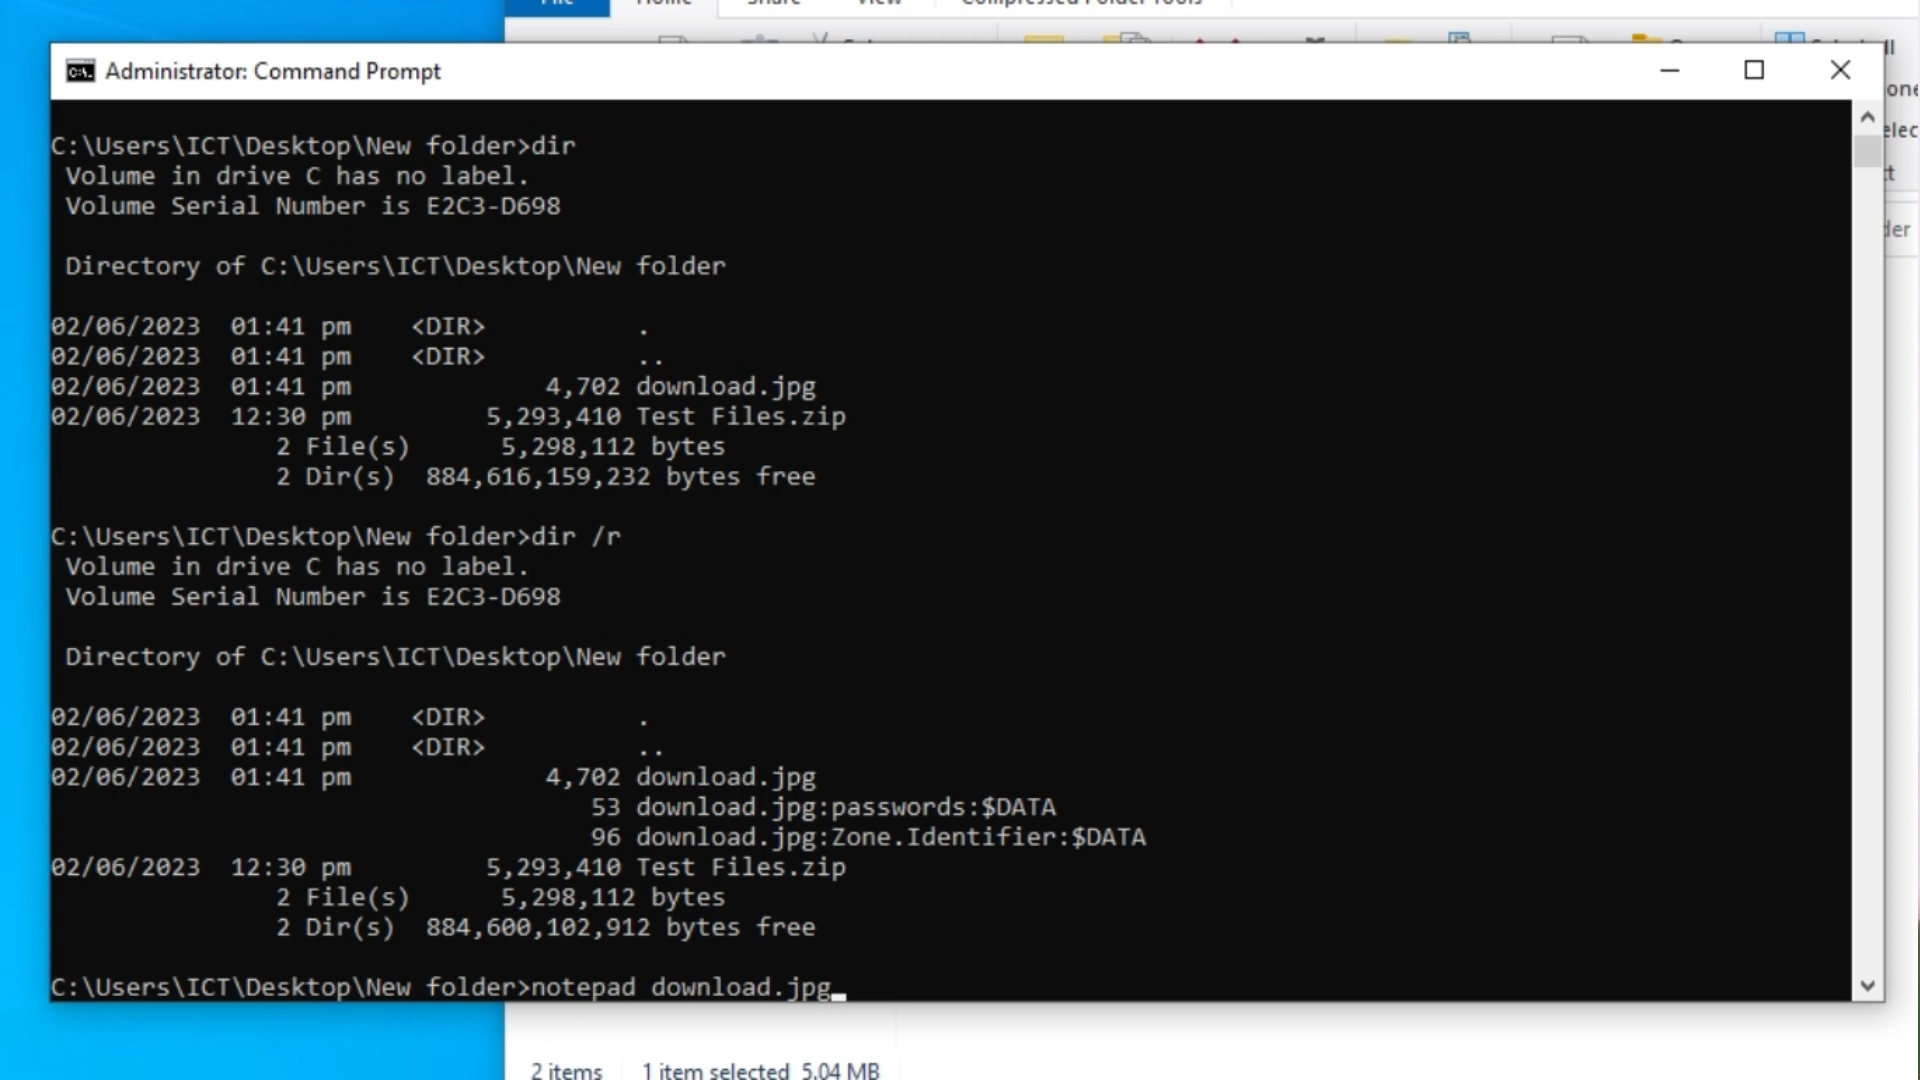 File Home Share View Compressed Folder Tools
Administrator: Command Prompt
C:\Users\ICT\Desktop\New folder>dir
Volume in drive C has no label.
Volume Serial Number is E2C3-D698
Directory of C:\Users\ICT\Desktop\New folder
02/06/2023 01:41 pm <DIR> .
02/06/2023 01:41 pm <DIR> ..
02/06/2023 01:41 pm 4,702 download.jpg
02/06/2023 12:30 pm 5,293,410 Test Files.zip
2 File(s) 5,298,112 bytes
2 Dir(s) 884,616,159,232 bytes free
C:\Users\ICT\Desktop\New folder>dir /r
Volume in drive C has no label.
Volume Serial Number is E2C3-D698
Directory of C:\Users\ICT\Desktop\New folder
02/06/2023 01:41 pm <DIR> .
02/06/2023 01:41 pm <DIR> ..
02/06/2023 01:41 pm 4,702 download.jpg
53 download.jpg:passwords:$DATA
96 download.jpg:Zone.Identifier:$DATA
02/06/2023 12:30 pm 5,293,410 Test Files.zip
2 File(s) 5,298,112 bytes
2 Dir(s) 884,600,102,912 bytes free
C:\Users\ICT\Desktop\New folder>notepad download.jpg
2 items 1 item selected 5.04 MB